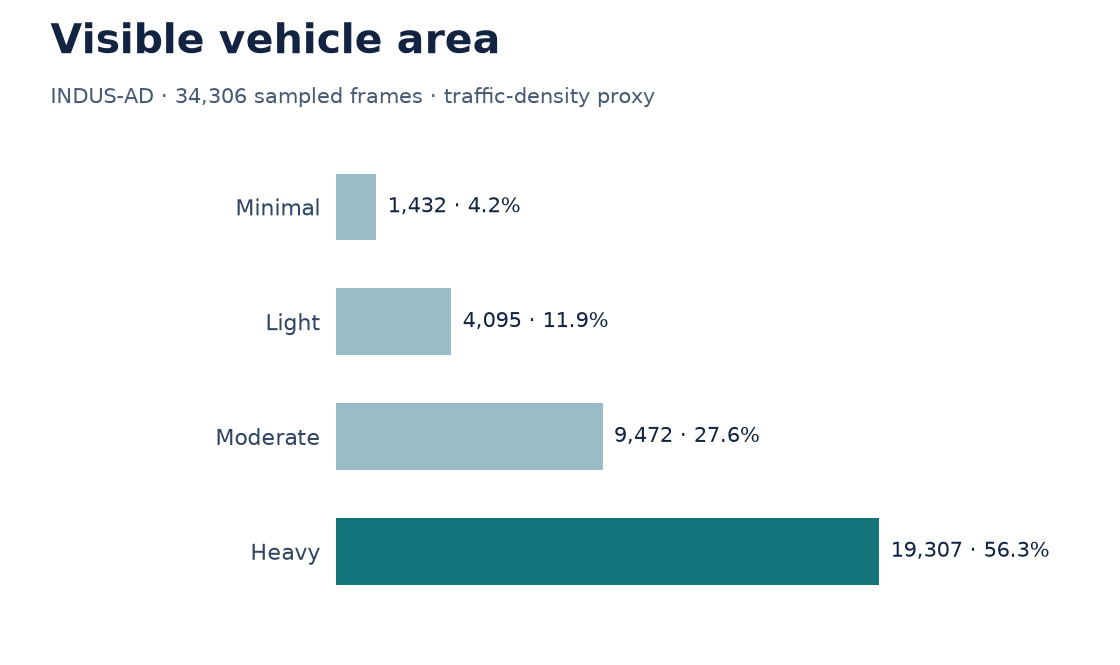 Visible vehicle area
INDUS-AD · 34,306 sampled frames · traffic-density proxy
Minimal 1,432 · 4.2%
Light 4,095 · 11.9%
Moderate 9,472 · 27.6%
Heavy 19,307 · 56.3%